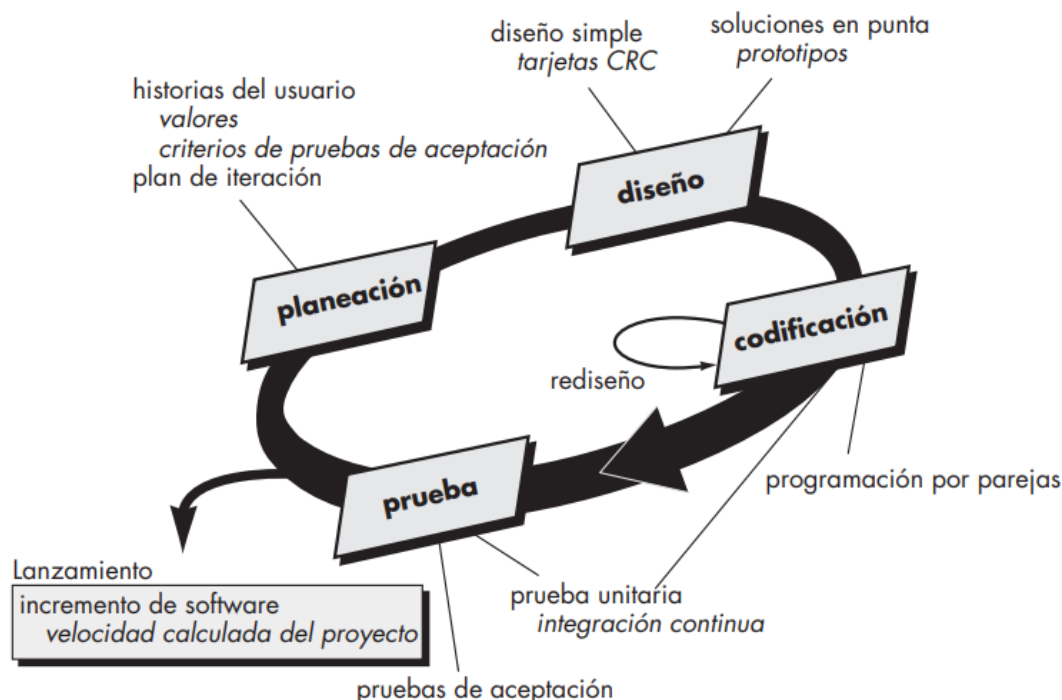 diseño simple
tarjetas CRC
soluciones en punta
prototipos
historias del usuario
valores
criterios de pruebas de aceptación
plan de iteración
diseño
planeación
codificación
rediseño
prueba
programación por parejas
Lanzamiento
incremento de software
velocidad calculada del proyecto
prueba unitaria
integración continua
pruebas de aceptación